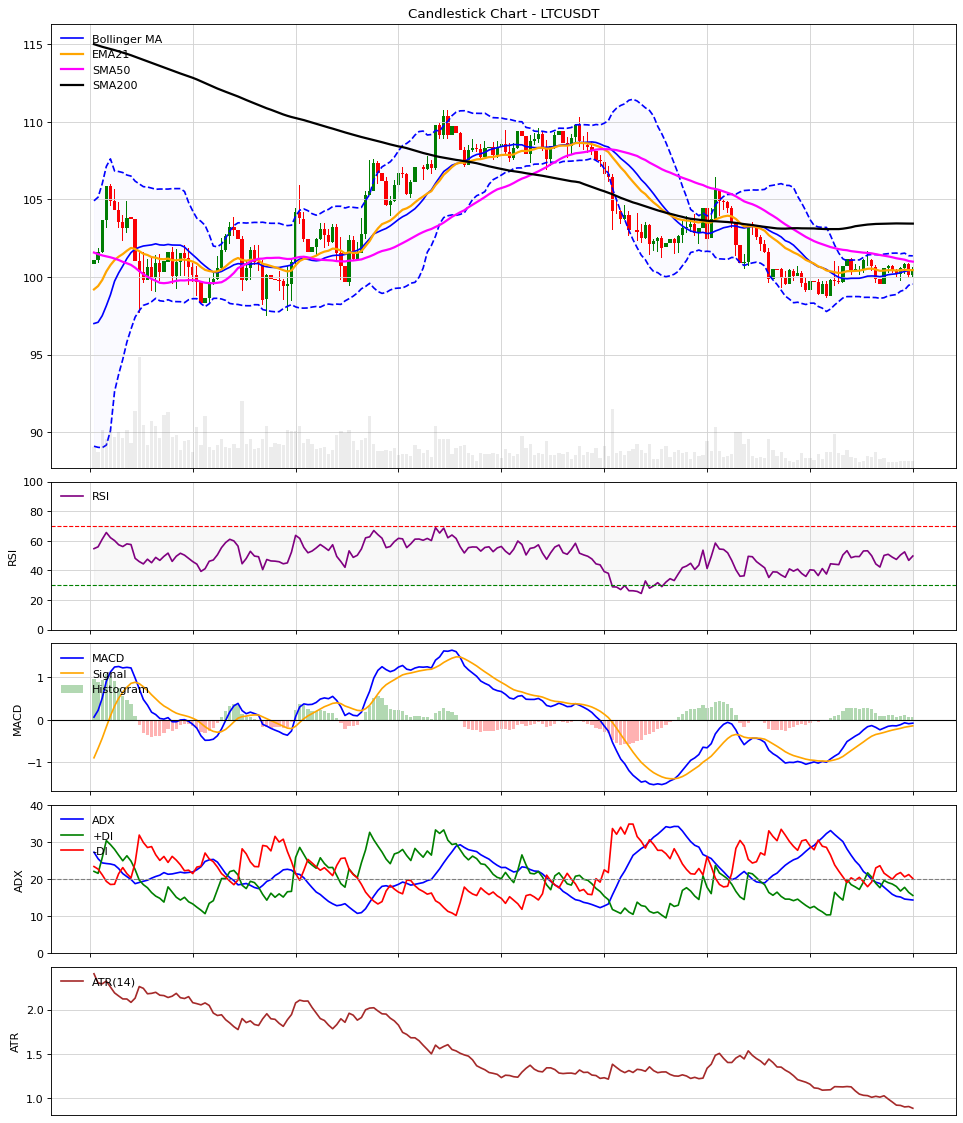 Candlestick Chart - LTCUSDT
Bollinger MA
EMA21
SMA50
SMA200
115
110
105
100
95
90
RSI
RSI
100
80
60
40
20
0
MACD
Signal
Histogram
MACD
1
0
−1
ADX
+DI
-DI
ADX
40
30
20
10
0
ATR(14)
ATR
2.0
1.5
1.0